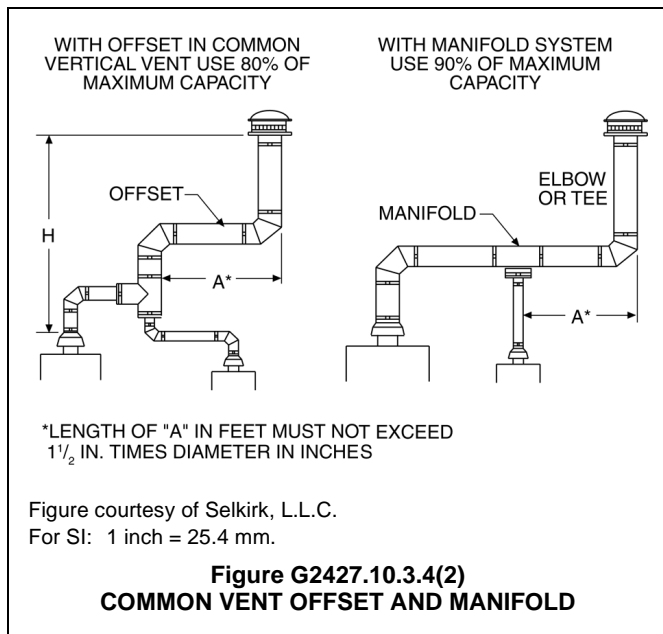 WITH OFFSET IN COMMON
VERTICAL VENT USE 80% OF
MAXIMUM CAPACITY
WITH MANIFOLD SYSTEM
USE 90% OF MAXIMUM
CAPACITY
OFFSET
H
A*
ELBOW
OR TEE
MANIFOLD
A*
*LENGTH OF "A" IN FEET MUST NOT EXCEED
1 1/2 IN. TIMES DIAMETER IN INCHES
Figure courtesy of Selkirk, L.L.C.
For SI: 1 inch = 25.4 mm.
Figure G2427.10.3.4(2)
COMMON VENT OFFSET AND MANIFOLD